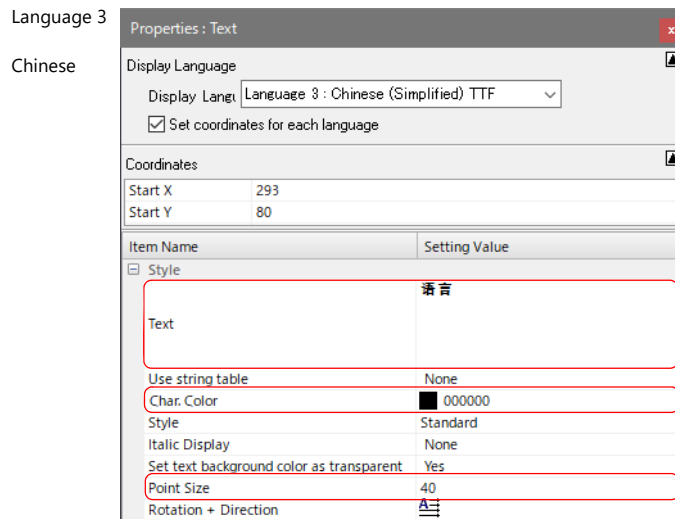 Language 3
Chinese
Properties : Text
x
Display Language
Display Langu
Language 3 : Chinese (Simplified) TTF
Set coordinates for each language
Coordinates
Start X 293
Start Y 80
Item Name Setting Value
Style
Text 语言
Use string table None
Char. Color 000000
Style Standard
Italic Display None
Set text background color as transparent Yes
Point Size 40
Rotation + Direction A